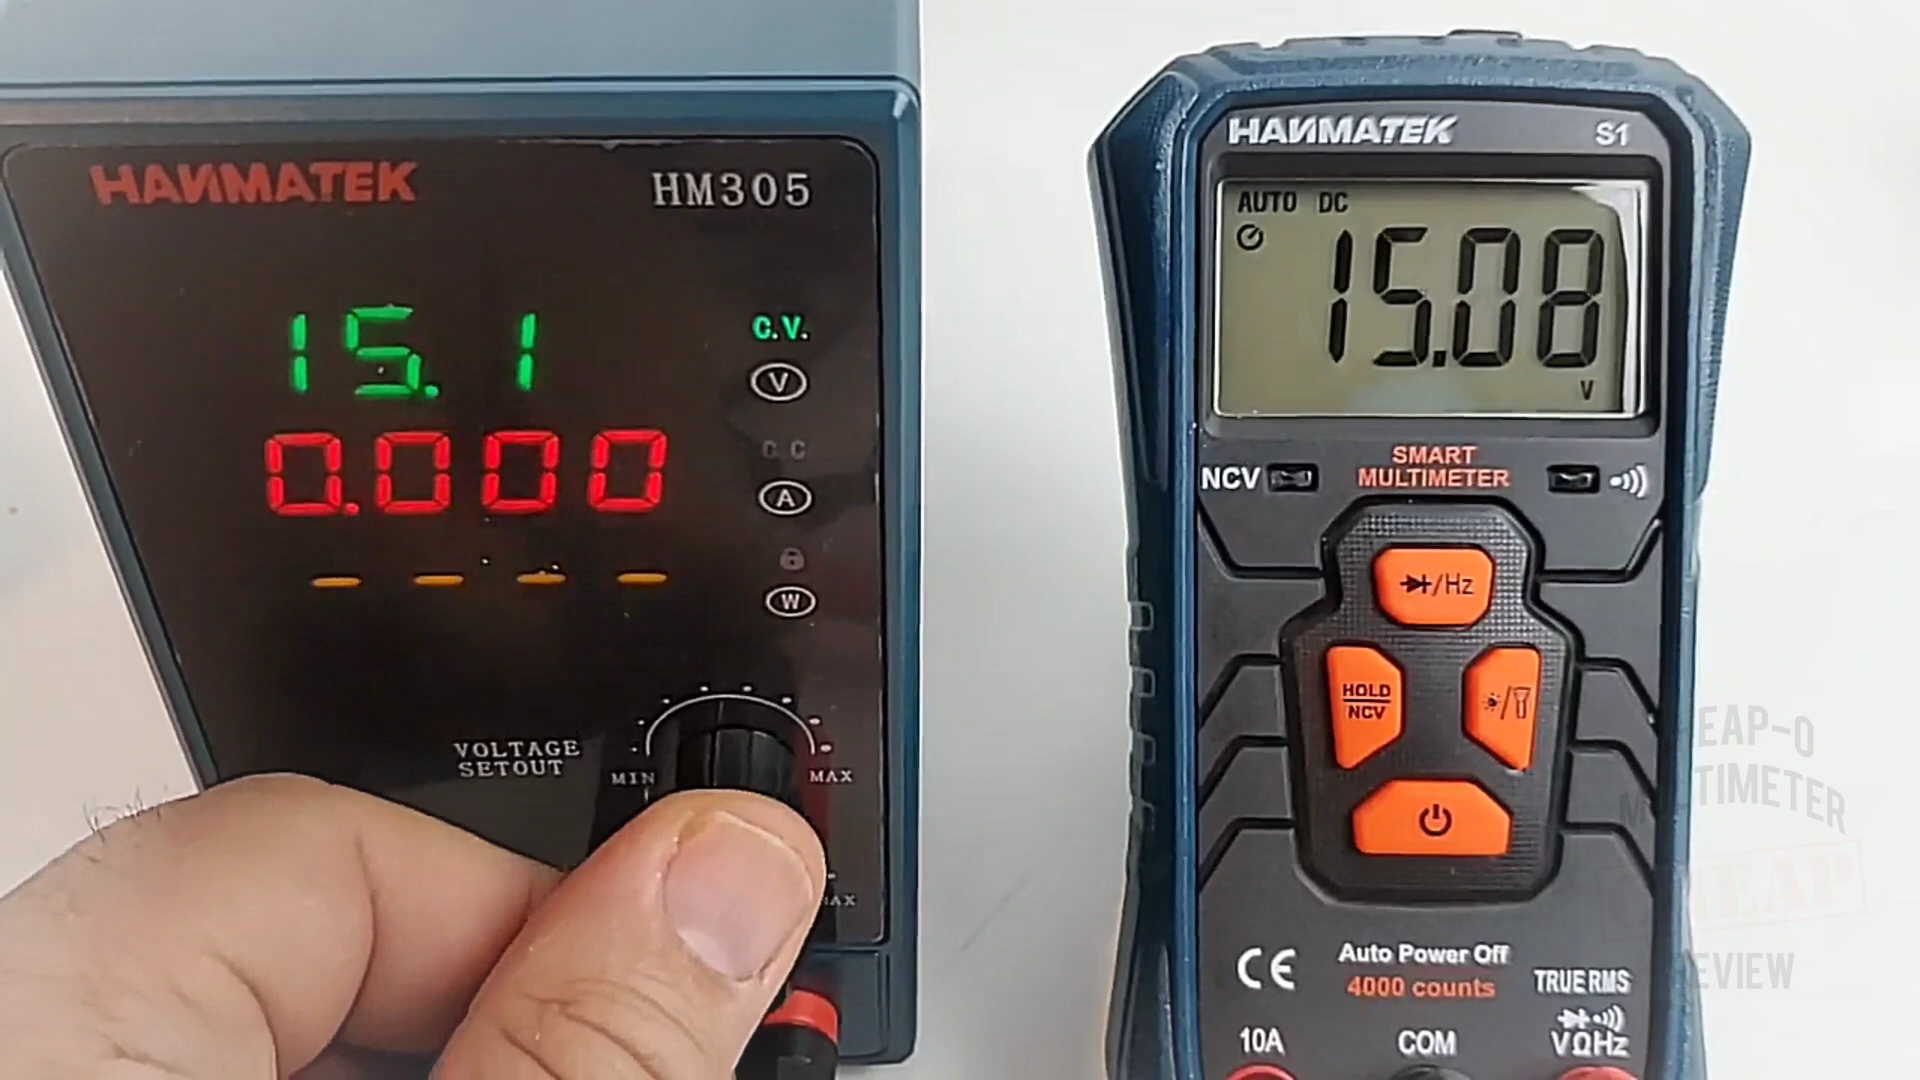 HANMATEK
HM305
15.1
C.V.
V
0.000
C.C
A
- - - -
W
VOLTAGE
SETOUT
MIN
MAX
HANMATEK
S1
AUTO DC
15.08
V
NCV
SMART
MULTIMETER
/Hz
HOLD
NCV
CE
Auto Power Off
4000 counts
TRUE RMS
10A
COM
VΩHz
REVIEW